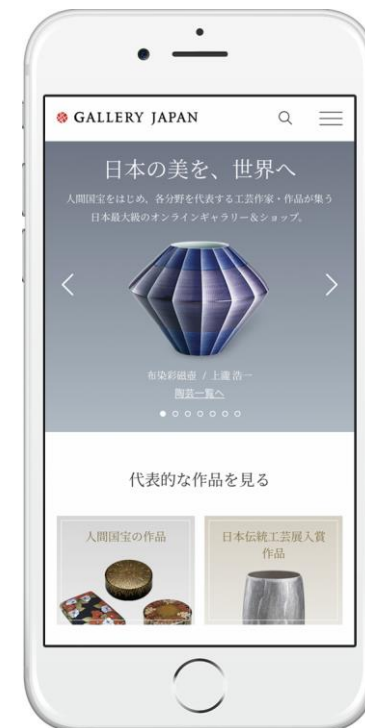 GALLERY JAPAN
日本の美を、世界へ
人間国宝をはじめ、各分野を代表する工芸作家・作品が集う
日本最大級のオンラインギャラリー＆ショップ。
布染彩磁壺 / 上瀧 浩一
陶芸一覧へ
代表的な作品を見る
人間国宝の作品
日本伝統工芸展入賞
作品